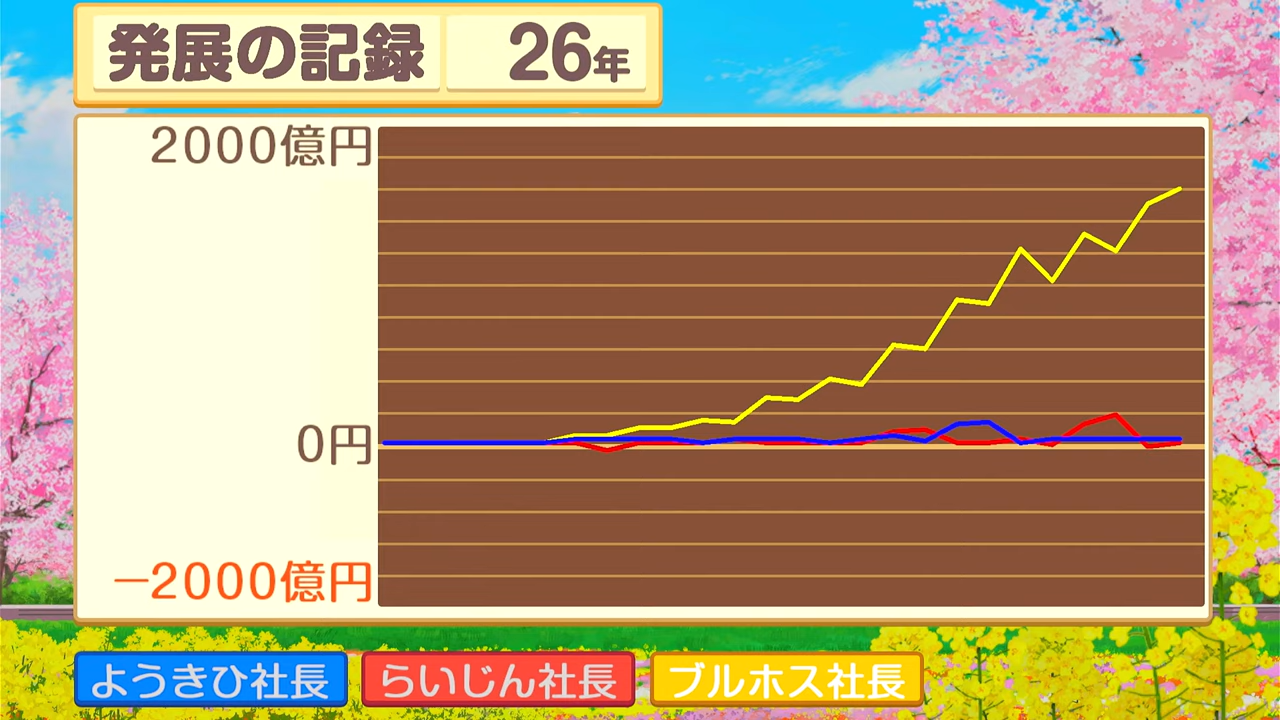 発展の記録 26年
2000億円
0円
－2000億円
ようきひ社長 らいじん社長 ブルホス社長